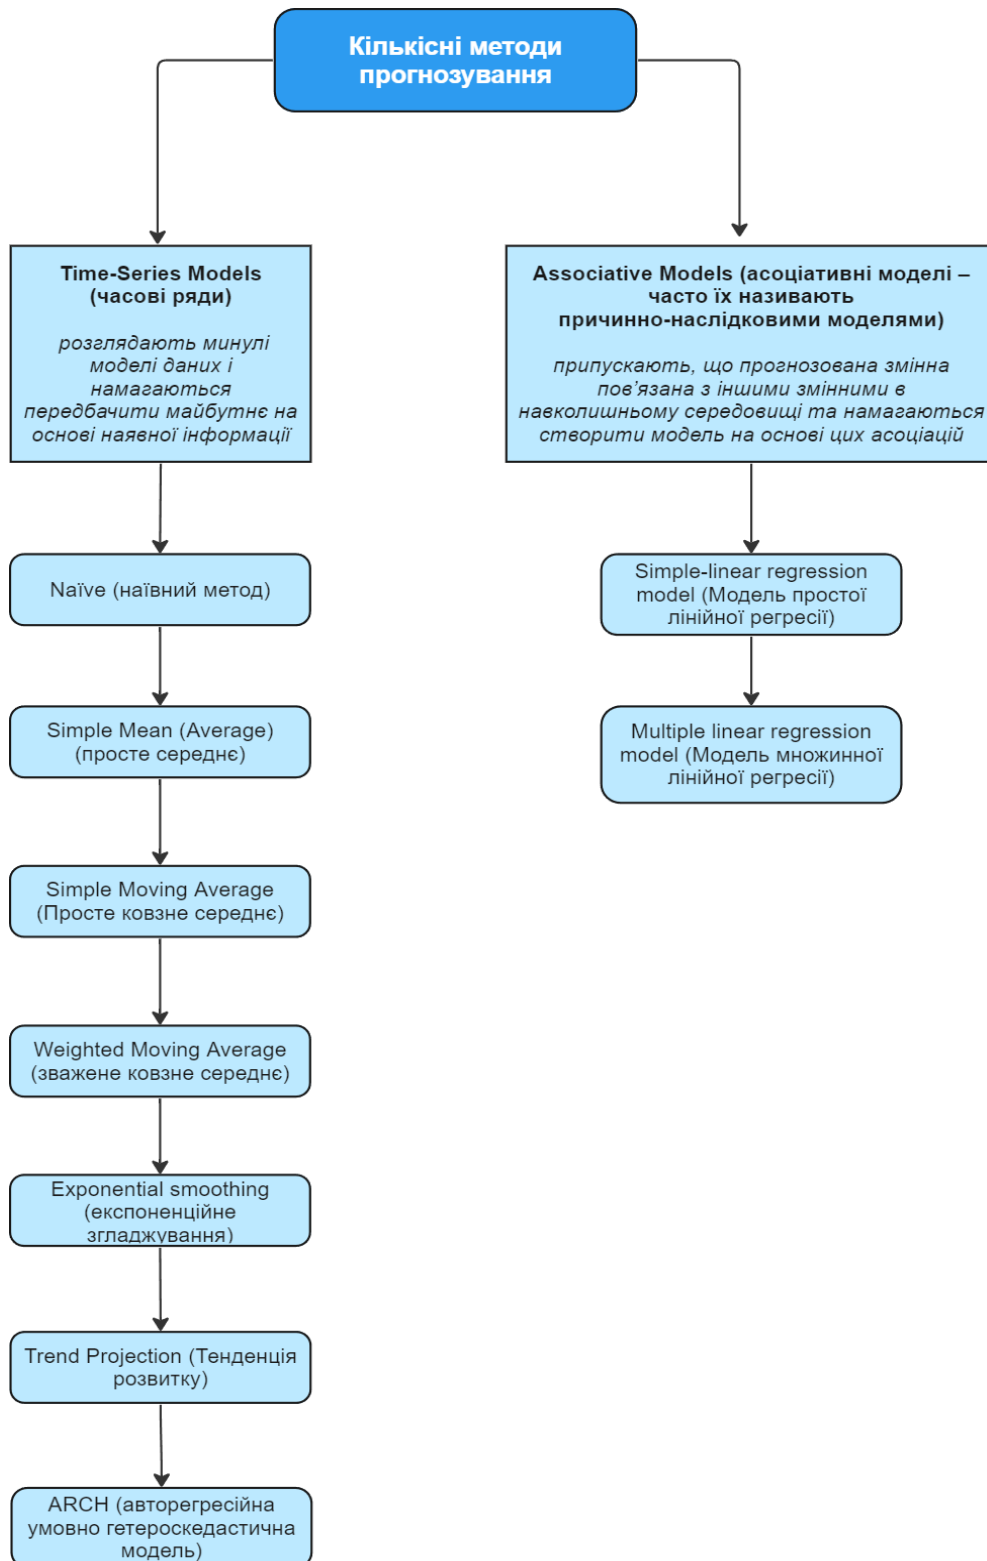 Кількісні методи
прогнозування
Time-Series Models
(часові ряди)
розглядають минулі
моделі даних і
намагаються
передбачити майбутнє на
основі наявної інформації
Associative Models (асоціативні моделі –
часто їх називають
причинно-наслідковими моделями)
припускають, що прогнозована змінна
пов’язана з іншими змінними в
навколишньому середовищі та намагаються
створити модель на основі цих асоціацій
Naïve (наївний метод)
Simple Mean (Average)
(просте середнє)
Simple Moving Average
(Просте ковзне середнє)
Weighted Moving Average
(зважене ковзне середнє)
Exponential smoothing
(експоненційне
згладжування)
Trend Projection (Тенденція
розвитку)
ARCH (авторегресійна
умовно гетероскедастична
модель)
Simple-linear regression
model (Модель простої
лінійної регресії)
Multiple linear regression
model (Модель множинної
лінійної регресії)